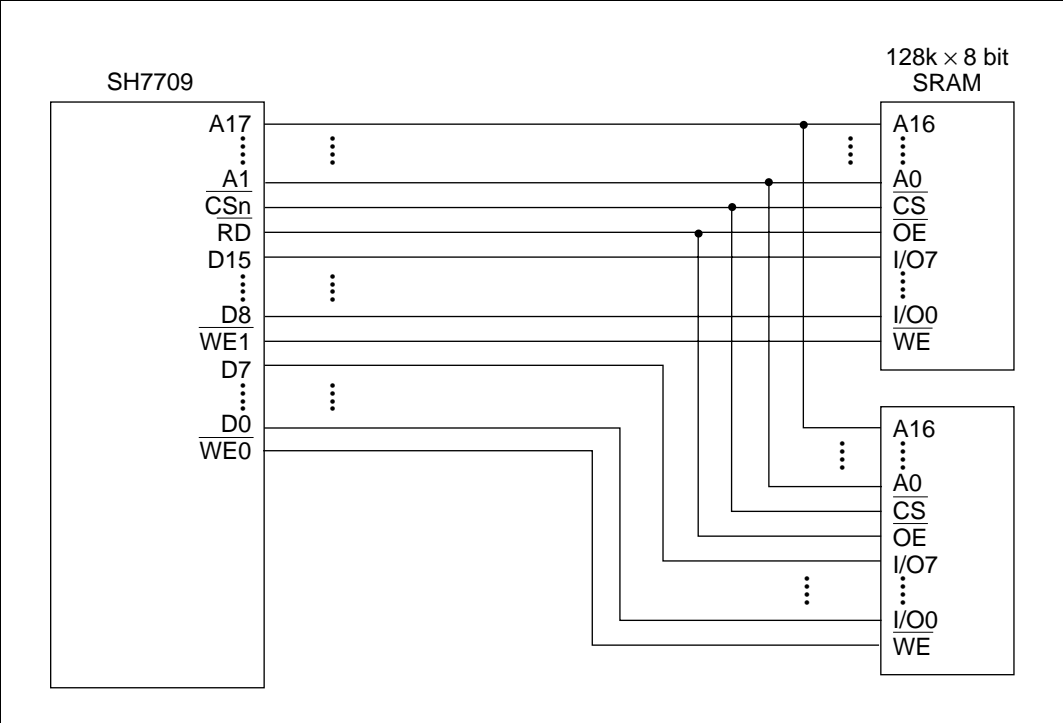 SH7709
A17
A1
CSn
RD
D15
D8
WE1
D7
D0
WE0
128k × 8 bit
SRAM
A16
A0
CS
OE
I/O7
I/O0
WE
A16
A0
CS
OE
I/O7
I/O0
WE